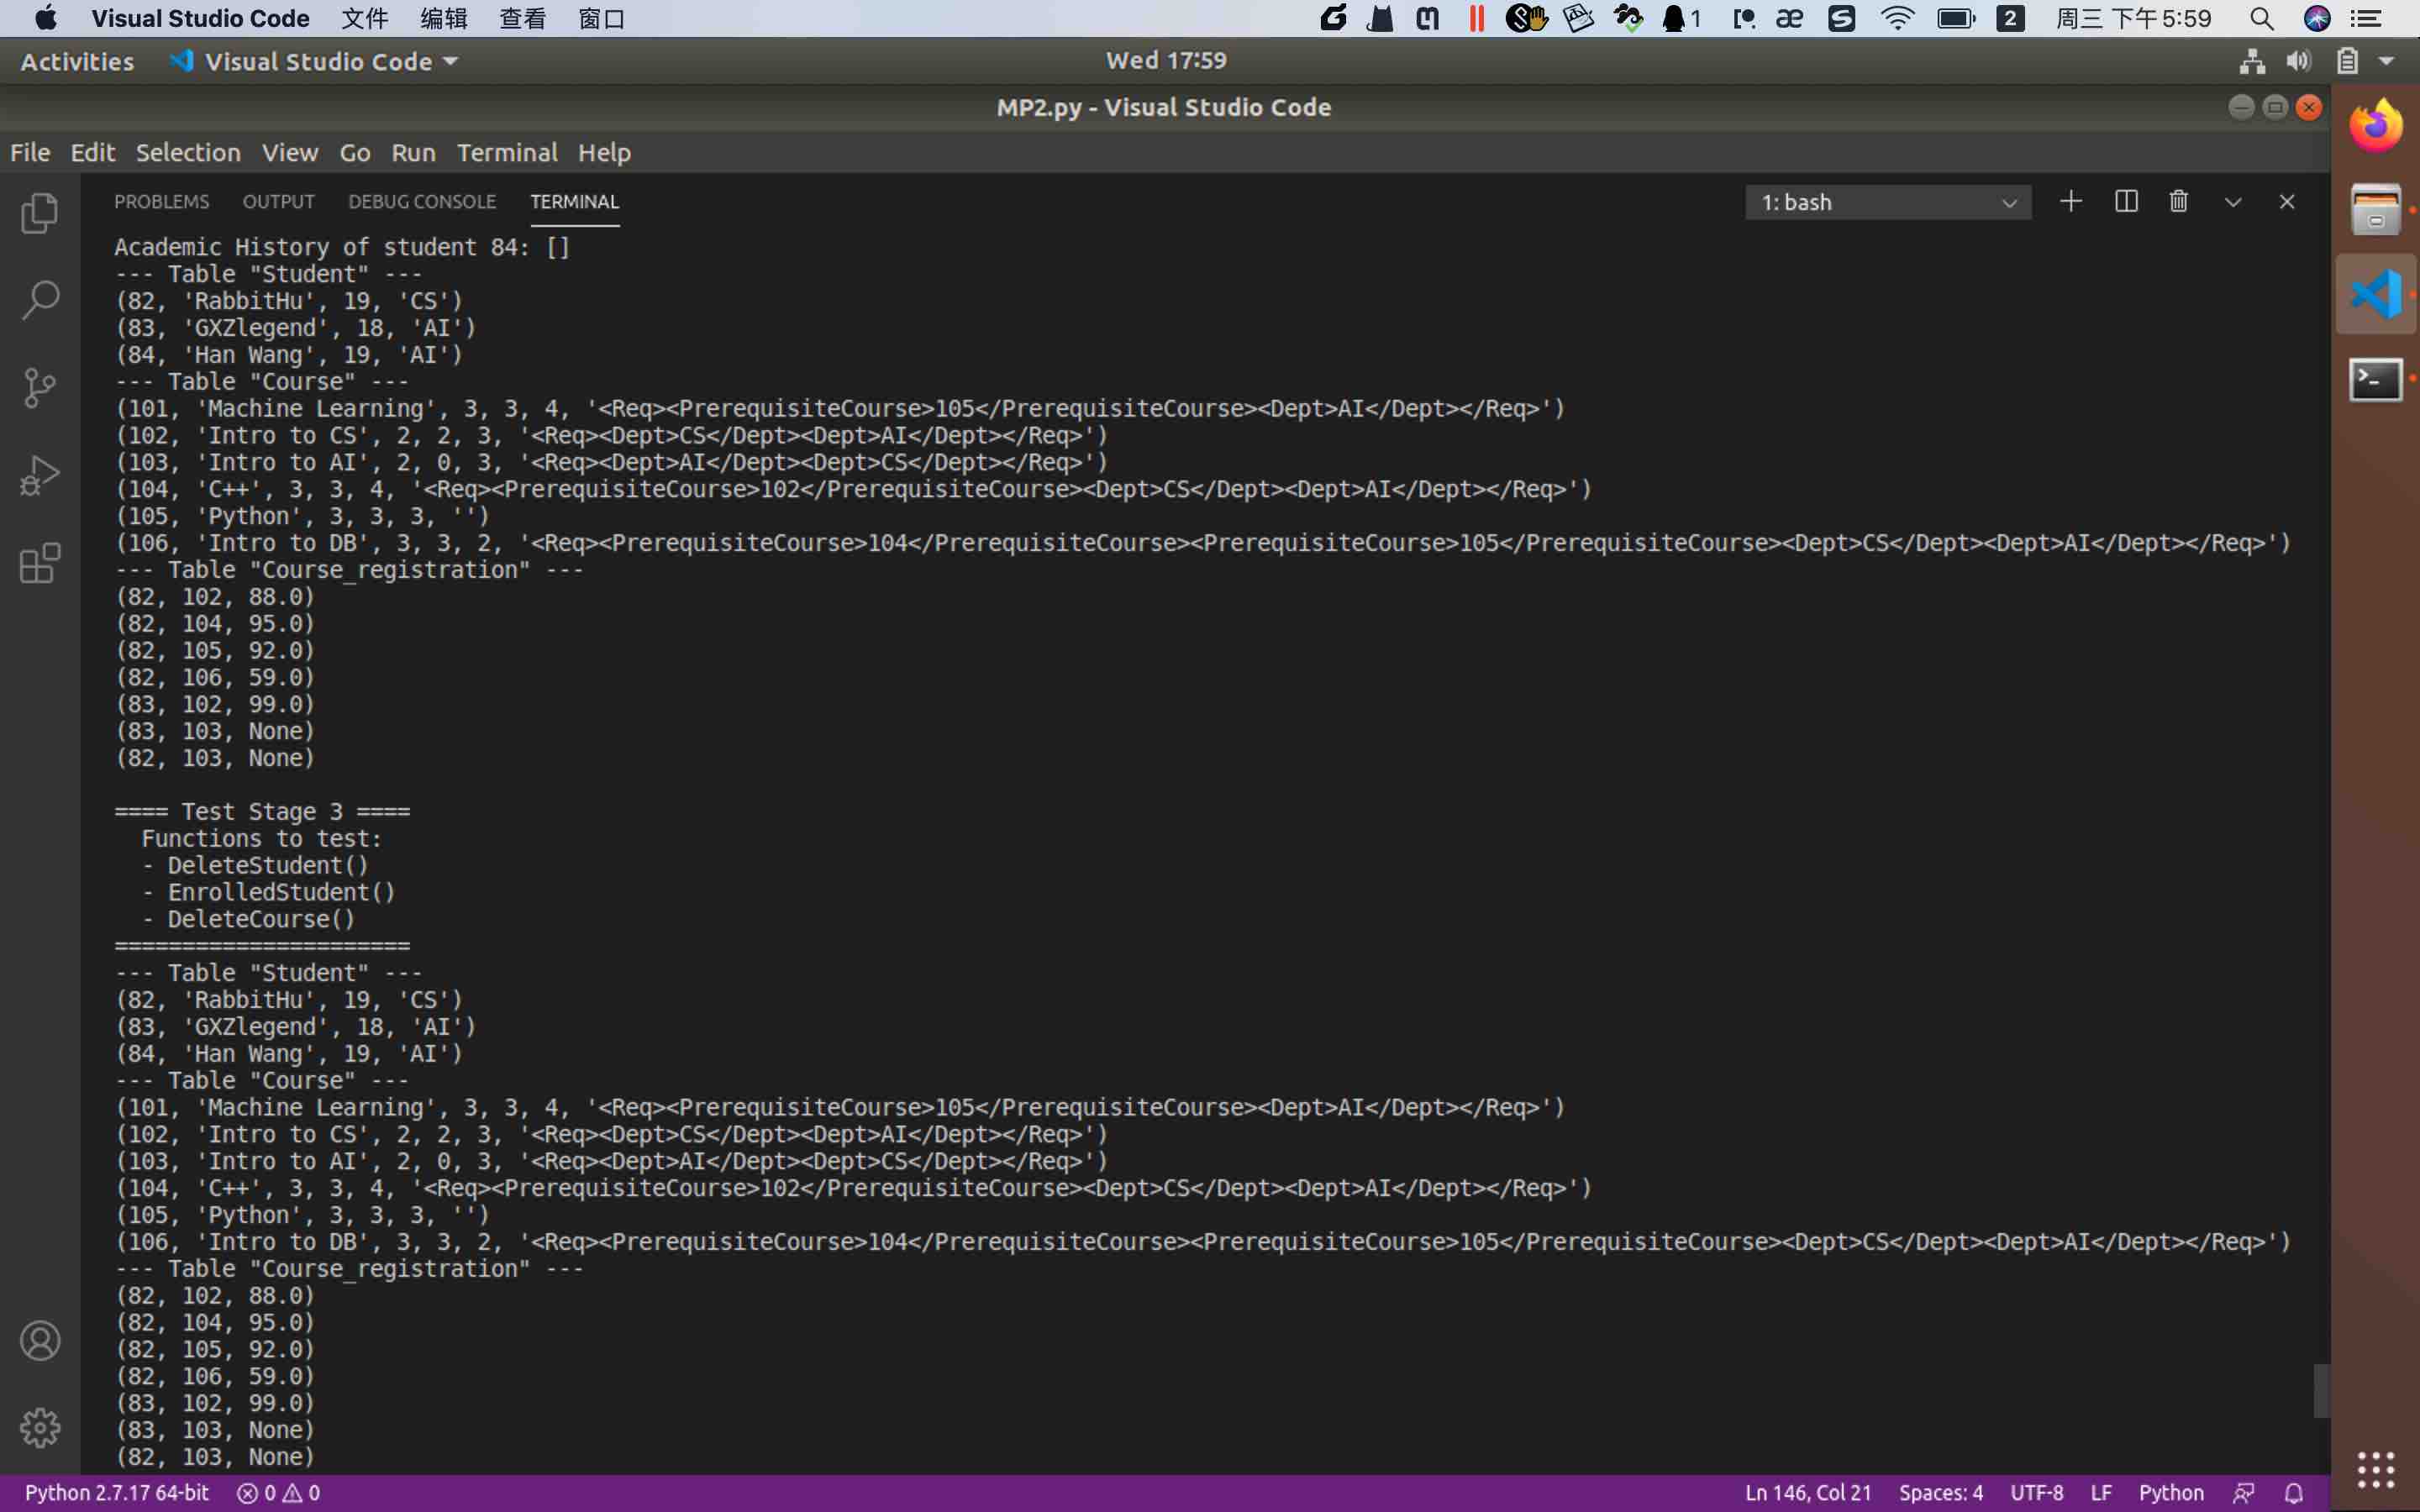 Visual Studio Code 文件 编辑 查看 窗口 1 2 周三 下午5:59
Activities Visual Studio Code Wed 17:59
MP2.py - Visual Studio Code
File Edit Selection View Go Run Terminal Help
PROBLEMS OUTPUT DEBUG CONSOLE TERMINAL 1: bash
Academic History of student 84: []
--- Table "Student" ---
(82, 'RabbitHu', 19, 'CS')
(83, 'GXZlegend', 18, 'AI')
(84, 'Han Wang', 19, 'AI')
--- Table "Course" ---
(101, 'Machine Learning', 3, 3, 4, '<Req><PrerequisiteCourse>105</PrerequisiteCourse><Dept>AI</Dept></Req>')
(102, 'Intro to CS', 2, 2, 3, '<Req><Dept>CS</Dept><Dept>AI</Dept></Req>')
(103, 'Intro to AI', 2, 0, 3, '<Req><Dept>AI</Dept><Dept>CS</Dept></Req>')
(104, 'C++', 3, 3, 4, '<Req><PrerequisiteCourse>102</PrerequisiteCourse><Dept>CS</Dept><Dept>AI</Dept></Req>')
(105, 'Python', 3, 3, 3, '')
(106, 'Intro to DB', 3, 3, 2, '<Req><PrerequisiteCourse>104</PrerequisiteCourse><PrerequisiteCourse>105</PrerequisiteCourse><Dept>CS</Dept><Dept>AI</Dept></Req>')
--- Table "Course_registration" ---
(82, 102, 88.0)
(82, 104, 95.0)
(82, 105, 92.0)
(82, 106, 59.0)
(83, 102, 99.0)
(83, 103, None)
(82, 103, None)
==== Test Stage 3 ====
Functions to test:
- DeleteStudent()
- EnrolledStudent()
- DeleteCourse()
======================
--- Table "Student" ---
(82, 'RabbitHu', 19, 'CS')
(83, 'GXZlegend', 18, 'AI')
(84, 'Han Wang', 19, 'AI')
--- Table "Course" ---
(101, 'Machine Learning', 3, 3, 4, '<Req><PrerequisiteCourse>105</PrerequisiteCourse><Dept>AI</Dept></Req>')
(102, 'Intro to CS', 2, 2, 3, '<Req><Dept>CS</Dept><Dept>AI</Dept></Req>')
(103, 'Intro to AI', 2, 0, 3, '<Req><Dept>AI</Dept><Dept>CS</Dept></Req>')
(104, 'C++', 3, 3, 4, '<Req><PrerequisiteCourse>102</PrerequisiteCourse><Dept>CS</Dept><Dept>AI</Dept></Req>')
(105, 'Python', 3, 3, 3, '')
(106, 'Intro to DB', 3, 3, 2, '<Req><PrerequisiteCourse>104</PrerequisiteCourse><PrerequisiteCourse>105</PrerequisiteCourse><Dept>CS</Dept><Dept>AI</Dept></Req>')
--- Table "Course_registration" ---
(82, 102, 88.0)
(82, 104, 95.0)
(82, 105, 92.0)
(82, 106, 59.0)
(83, 102, 99.0)
(83, 103, None)
(82, 103, None)
Python 2.7.17 64-bit 0 0 Ln 146, Col 21 Spaces: 4 UTF-8 LF Python